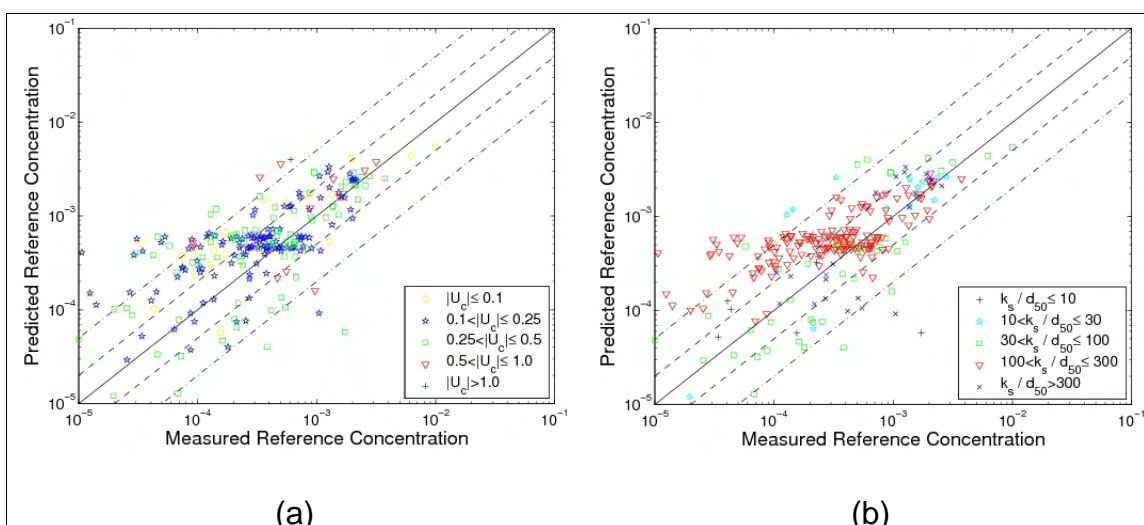 10⁻¹
10⁻²
10⁻³
10⁻⁴
10⁻⁵
Predicted Reference Concentration
10⁻⁵
10⁻⁴
10⁻³
10⁻²
10⁻¹
Measured Reference Concentration
|U_c|≤ 0.1
0.1<|U_c|≤ 0.25
0.25<|U_c|≤ 0.5
0.5<|U_c|≤ 1.0
|U_c|>1.0
(a)
10⁻¹
10⁻²
10⁻³
10⁻⁴
10⁻⁵
Predicted Reference Concentration
10⁻⁵
10⁻⁴
10⁻³
10⁻²
10⁻¹
Measured Reference Concentration
k_s / d_50≤ 10
10<k_s / d_50≤ 30
30<k_s / d_50≤ 100
100<k_s / d_50≤ 300
k_s / d_50>300
(b)